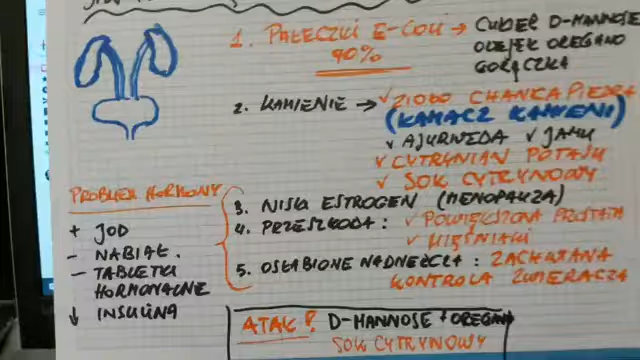 1. PAŁECZKI E-COLI → CUKIER D-MANNOSE
90%
OLEJEK OREGANO
GORĄCZKA
2. KAMIENIE → √ ZIOŁO CHANCA PIEDRA
(ŁAMACZ KAMIENI)
√ AJURWEDA √ JAMU
√ CYTRYNIAN POTASU
√ SOK CYTRYNOWY
PROBLEM HORMONY
+ JOD
- NABIAŁ.
- TABLETKI
HORMONALNE
↓ INSULINA
3. NISKI ESTROGEN (MENOPAUZA)
4. PRZESZKODA: √ POWIĘKSZONA PROSTATA
√ MIĘŚNIAKI
5. OSŁABIONE NADNERCZA: ZACHWIANA
KONTROLA ZWIERACZA
ATAK? D-MANNOSE + OREGANO
SOK CYTRYNOWY